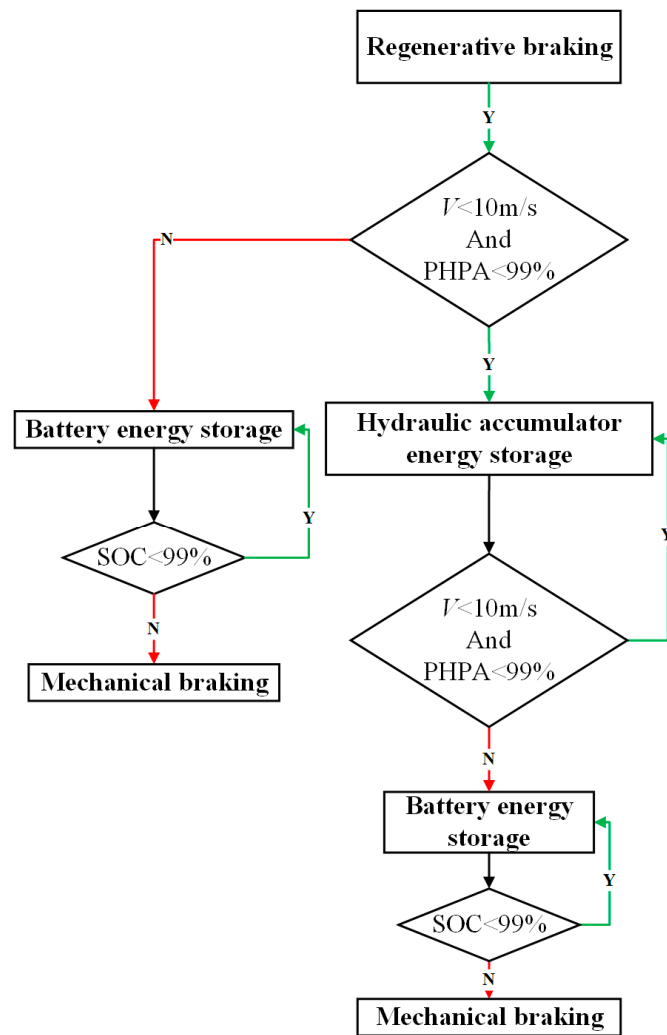 Regenerative braking
Y
V<10m/s
And
PHPA<99%
N
Y
Battery energy storage
Hydraulic accumulator
energy storage
Y
Y
SOC<99%
V<10m/s
And
PHPA<99%
N
Mechanical braking
N
Battery energy
storage
Y
SOC<99%
N
Mechanical braking